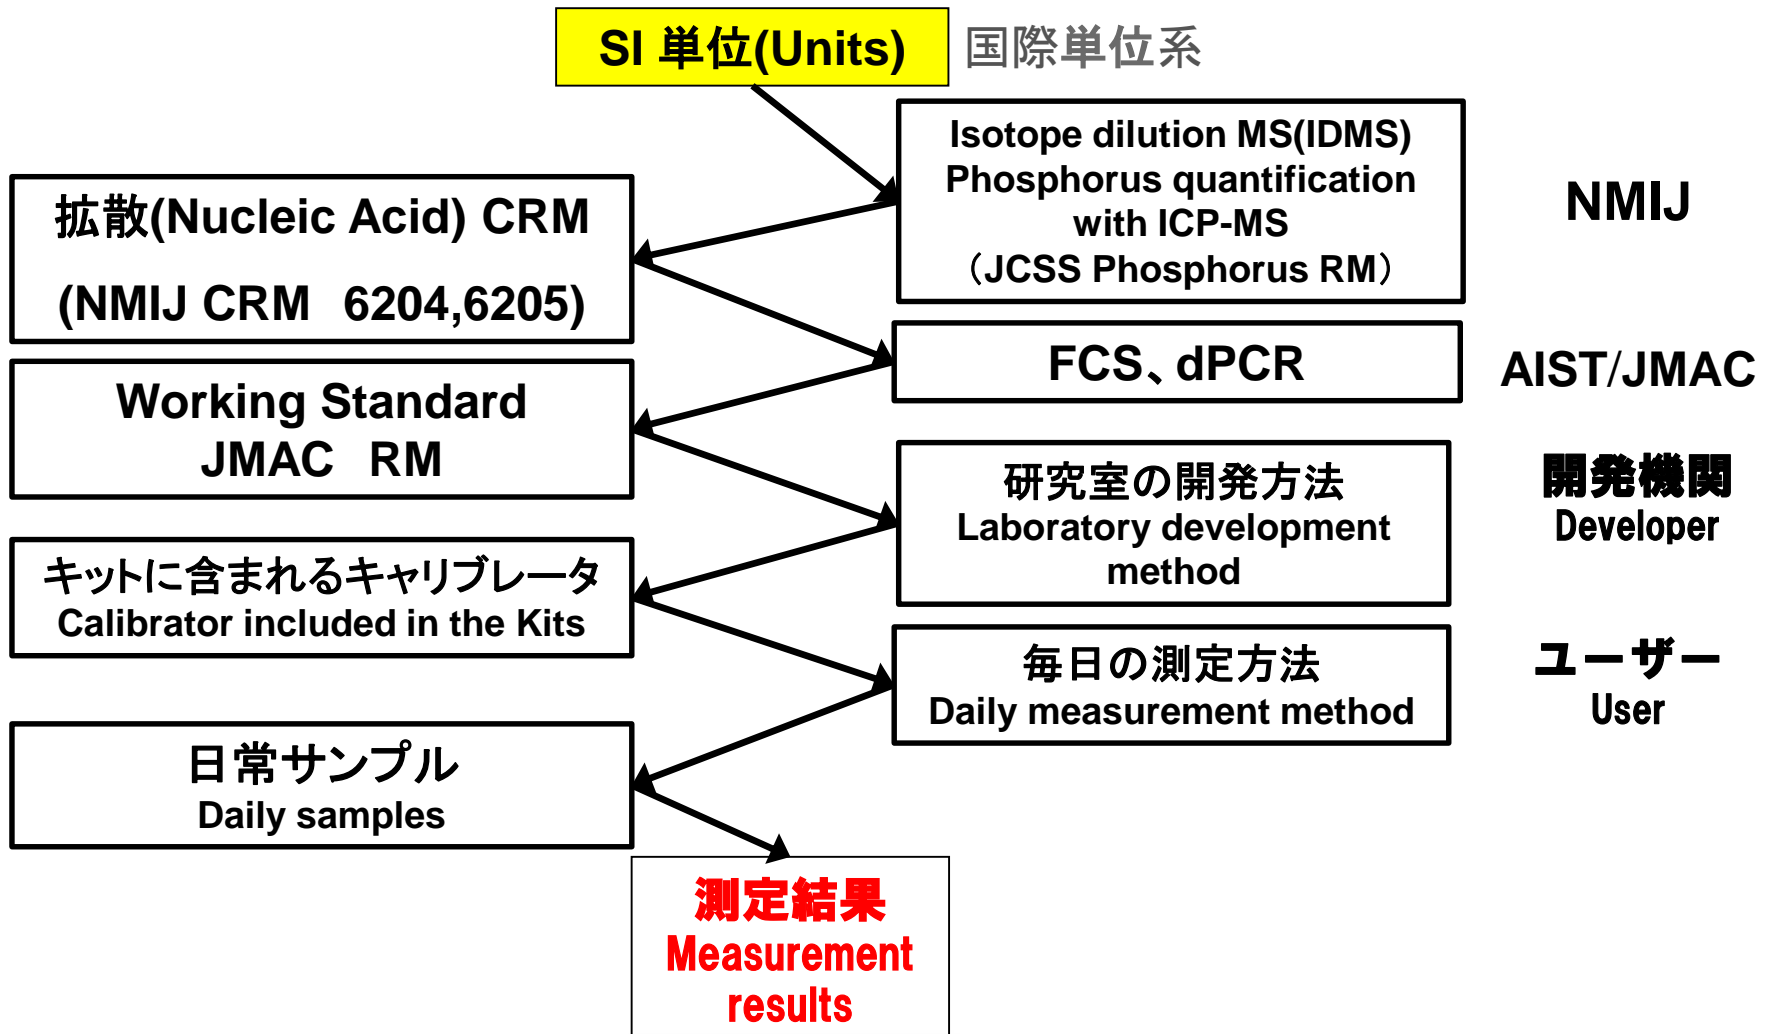 SI 単位(Units)
国際単位系
Isotope dilution MS(IDMS)
Phosphorus quantification
with ICP-MS
（JCSS Phosphorus RM）
NMIJ
拡散(Nucleic Acid) CRM
(NMIJ CRM　6204,6205)
FCS、dPCR
AIST/JMAC
Working Standard
JMAC　RM
研究室の開発方法
Laboratory development
method
開発機関
Developer
キットに含まれるキャリブレータ
Calibrator included in the Kits
毎日の測定方法
Daily measurement method
ユーザー
User
日常サンプル
Daily samples
測定結果
Measurement
results